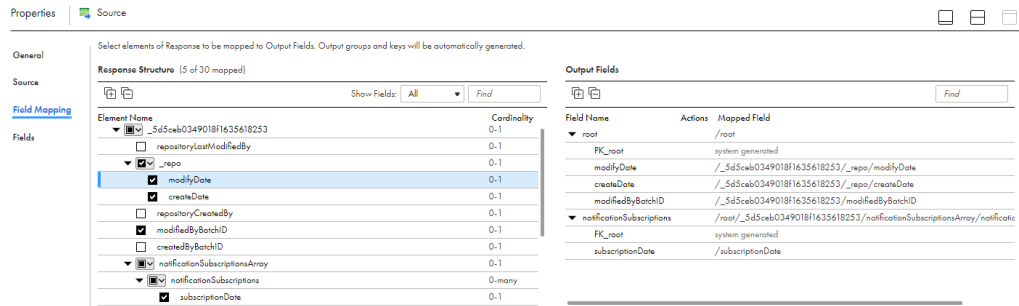 Properties Source
Select elements of Response to be mapped to Output Fields. Output groups and keys will be automatically generated.
General
Source
Field Mapping
Fields
Response Structure (5 of 30 mapped)
Show Fields: All Find
Element Name Cardinality
_5d5ceb0349018f1635618253 0-1
repositoryLastModifiedBy 0-1
_repo 0-1
modifyDate 0-1
createDate 0-1
repositoryCreatedBy 0-1
modifiedByBatchID 0-1
createdByBatchID 0-1
notificationSubscriptionsArray 0-1
notificationSubscriptions 0-many
subscriptionDate 0-1
Output Fields
Find
Field Name Actions Mapped Field
root /root
PK_root system generated
modifyDate /_5d5ceb0349018f1635618253/_repo/modifyDate
createDate /_5d5ceb0349018f1635618253/_repo/createDate
modifiedByBatchID /_5d5ceb0349018f1635618253/modifiedByBatchID
notificationSubscriptions /root/_5d5ceb0349018f1635618253/notificationSubscriptionsArray/notificatio
FK_root system generated
subscriptionDate /subscriptionDate